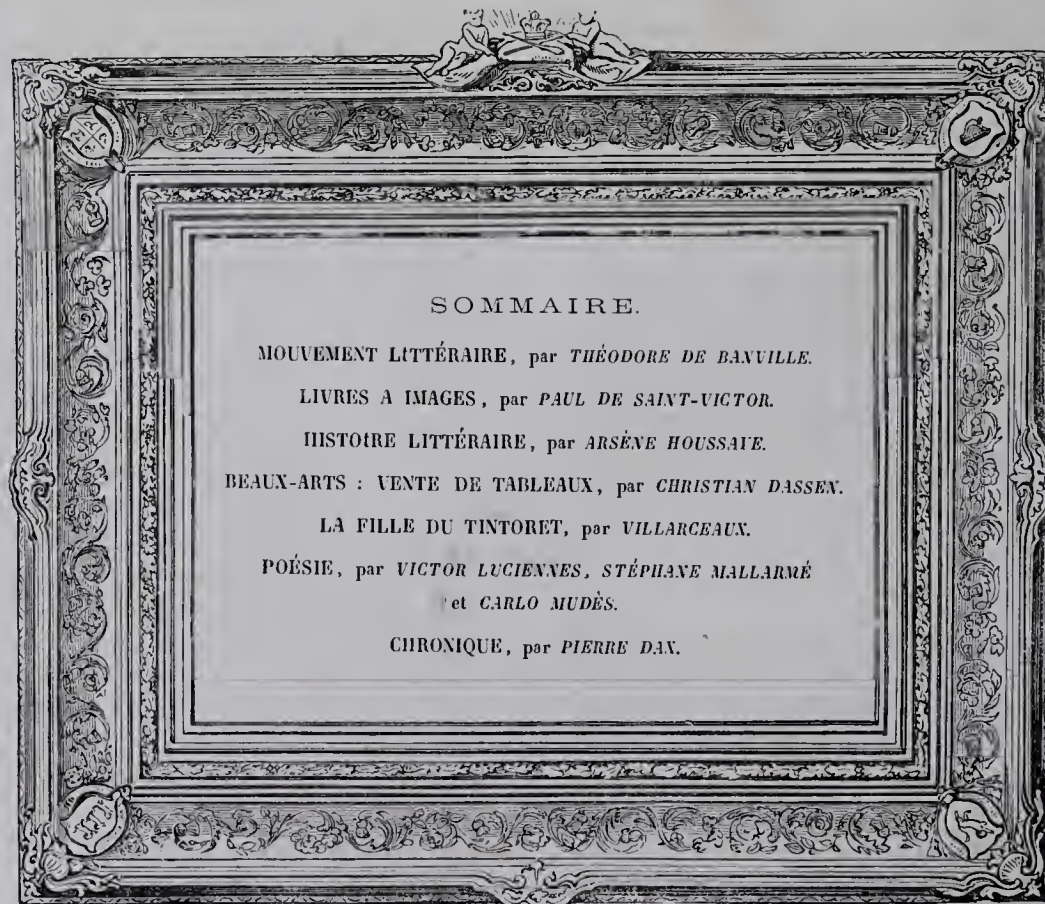 SOMMAIRE.
MOUVEMENT LITTÉRAIRE, par THÉODORE DE BANVILLE.
LIVRES A IMAGES, par PAUL DE SAINT-VICTOR.
HISTOIRE LITTÉRAIRE, par ARSÈNE HOUSSAYE.
BEAUX-ARTS : VENTE DE TABLEAUX, par CHRISTIAN DASSEN.
LA FILLE DU TINTORET, par VILLARCEAUX.
POÉSIE, par VICTOR LUCIENNES, STÉPHANE MALLARMÉ
et CARLO MUDÈS.
CHRONIQUE, par PIERRE DAX.